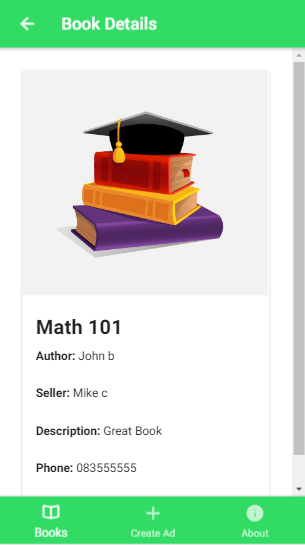 Book Details
Math 101
Author: John b
Seller: Mike c
Description: Great Book
Phone: 083555555
Books
Create Ad
About